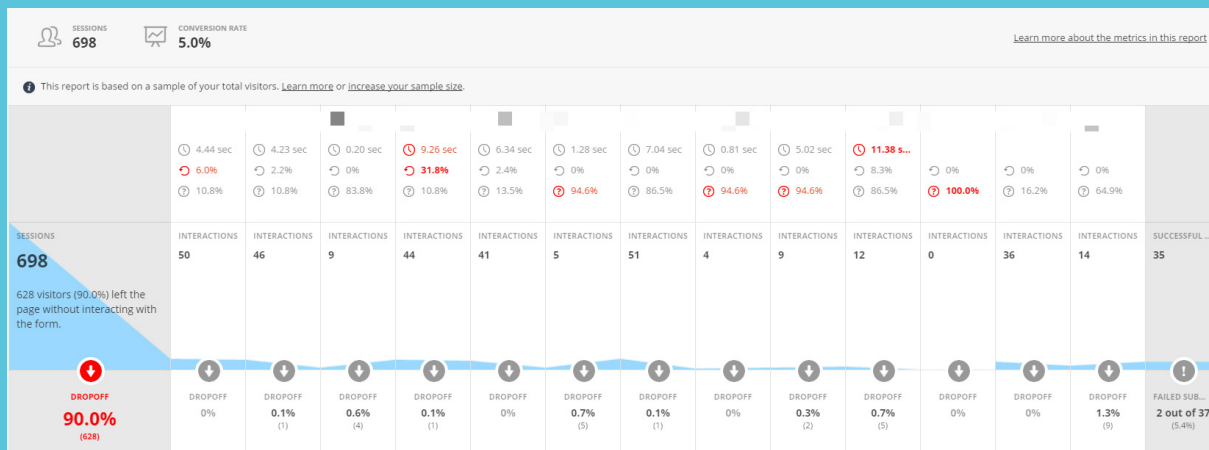 SESSIONS
698
CONVERSION RATE
5.0%
Learn more about the metrics in this report
This report is based on a sample of your total visitors. Learn more or increase your sample size.
4.44 sec 4.23 sec 0.20 sec 9.26 sec 6.34 sec 1.28 sec 7.04 sec 0.81 sec 5.02 sec 11.38 s...
6.0% 2.2% 0% 31.8% 2.4% 0% 0% 0% 0% 8.3% 0% 0% 0%
10.8% 10.8% 83.8% 10.8% 13.5% 94.6% 86.5% 94.6% 94.6% 86.5% 100.0% 16.2% 64.9%
SESSIONS INTERACTIONS INTERACTIONS INTERACTIONS INTERACTIONS INTERACTIONS INTERACTIONS INTERACTIONS INTERACTIONS INTERACTIONS INTERACTIONS INTERACTIONS INTERACTIONS INTERACTIONS SUCCESSFUL ...
698 50 46 9 44 41 5 51 4 9 12 0 36 14 35
628 visitors (90.0%) left the
page without interacting with
the form.
DROPOFF DROPOFF DROPOFF DROPOFF DROPOFF DROPOFF DROPOFF DROPOFF DROPOFF DROPOFF DROPOFF DROPOFF DROPOFF DROPOFF FAILED SUB...
90.0% 0% 0.1% 0.6% 0.1% 0% 0.7% 0.1% 0% 0.3% 0.7% 0% 0% 1.3% 2 out of 37
(628) (1) (4) (1) (5) (1) (2) (5) (9) (5.4%)